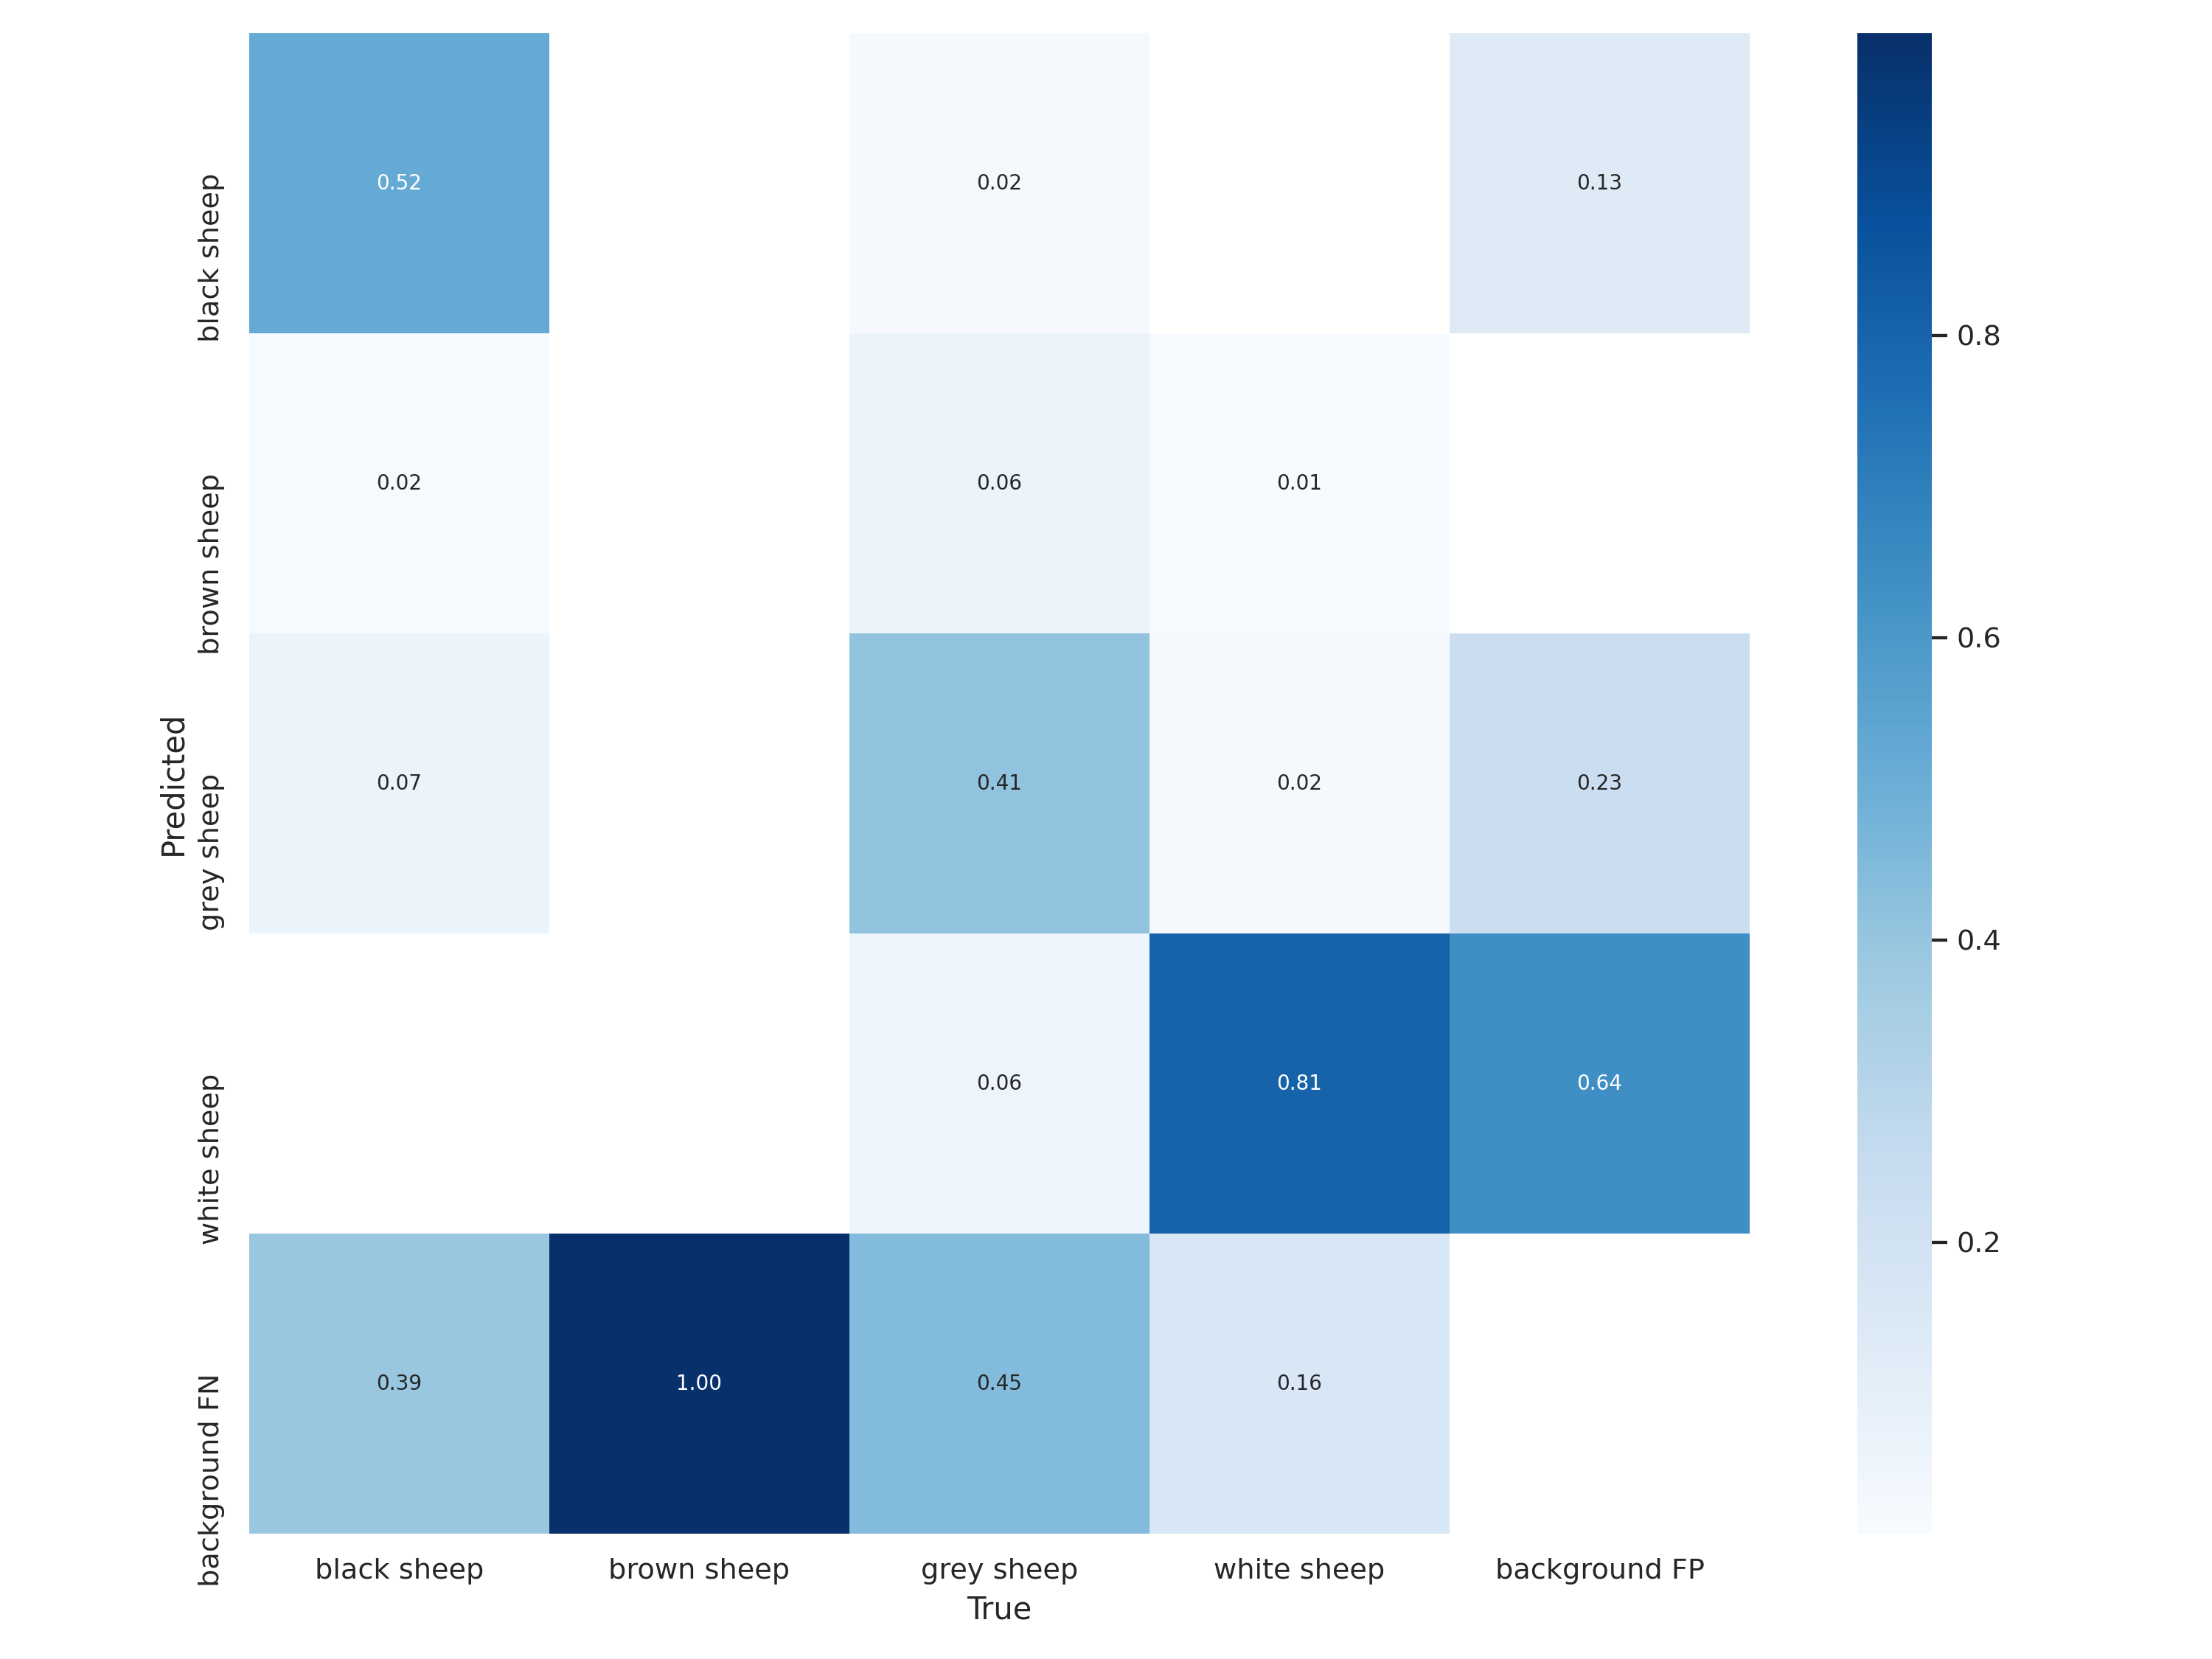 Predicted
black sheep
brown sheep
grey sheep
white sheep
background FN
0.52 0.02 0.13
0.02 0.06 0.01
0.07 0.41 0.02 0.23
0.06 0.81 0.64
0.39 1.00 0.45 0.16
black sheep brown sheep grey sheep white sheep background FP
True
0.8
0.6
0.4
0.2